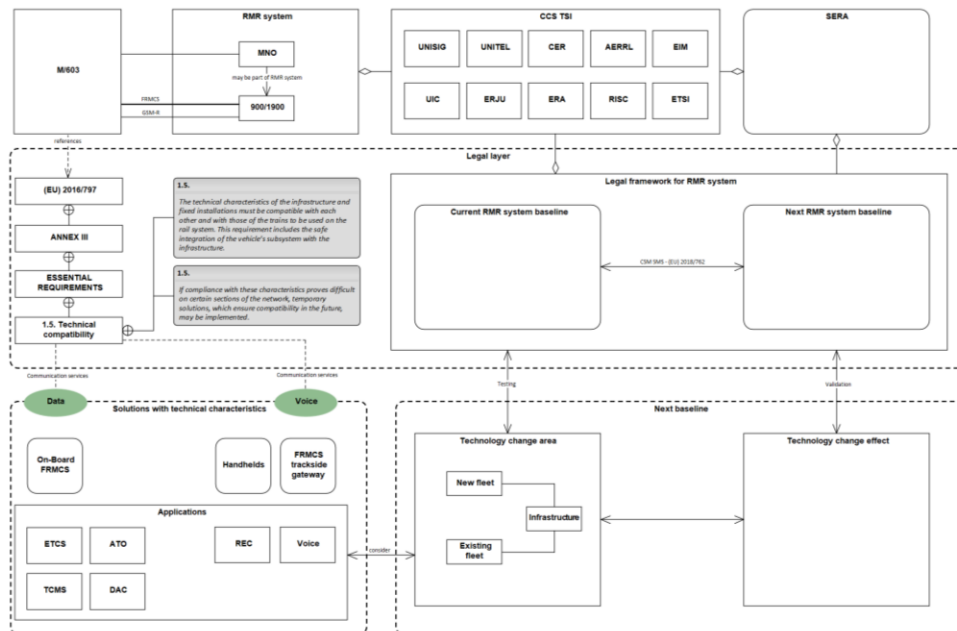 RMR system
CCS TSI
SERA
M/603
MNO
may be part of RMR system
900/1900
FRMCS
GSM-R
UNISIG
UNITEL
CER
AERRL
EIM
UIC
ERJU
ERA
RISC
ETSI
references
Legal layer
(EU) 2016/797
ANNEX III
ESSENTIAL
REQUIREMENTS
1.5. Technical
compatibility
1.5.
The technical characteristics of the infrastructure and
fixed installations must be compatible with each
other and with those of the trains to be used on the
rail system. This requirement includes the safe
integration of the vehicle's subsystem with the
infrastructure.
1.5.
If compliance with these characteristics proves difficult
on certain sections of the network, temporary
solutions, which ensure compatibility in the future,
may be implemented.
Legal framework for RMR system
Current RMR system baseline
Next RMR system baseline
CSM SMS - (EU) 2018/762
Communication services
Communication services
Testing
Validation
Data
Voice
Solutions with technical characteristics
On-Board
FRMCS
Handhelds
FRMCS
trackside
gateway
Applications
ETCS
ATO
REC
Voice
TCMS
DAC
consider
Next baseline
Technology change area
New fleet
Infrastructure
Existing
fleet
Technology change effect